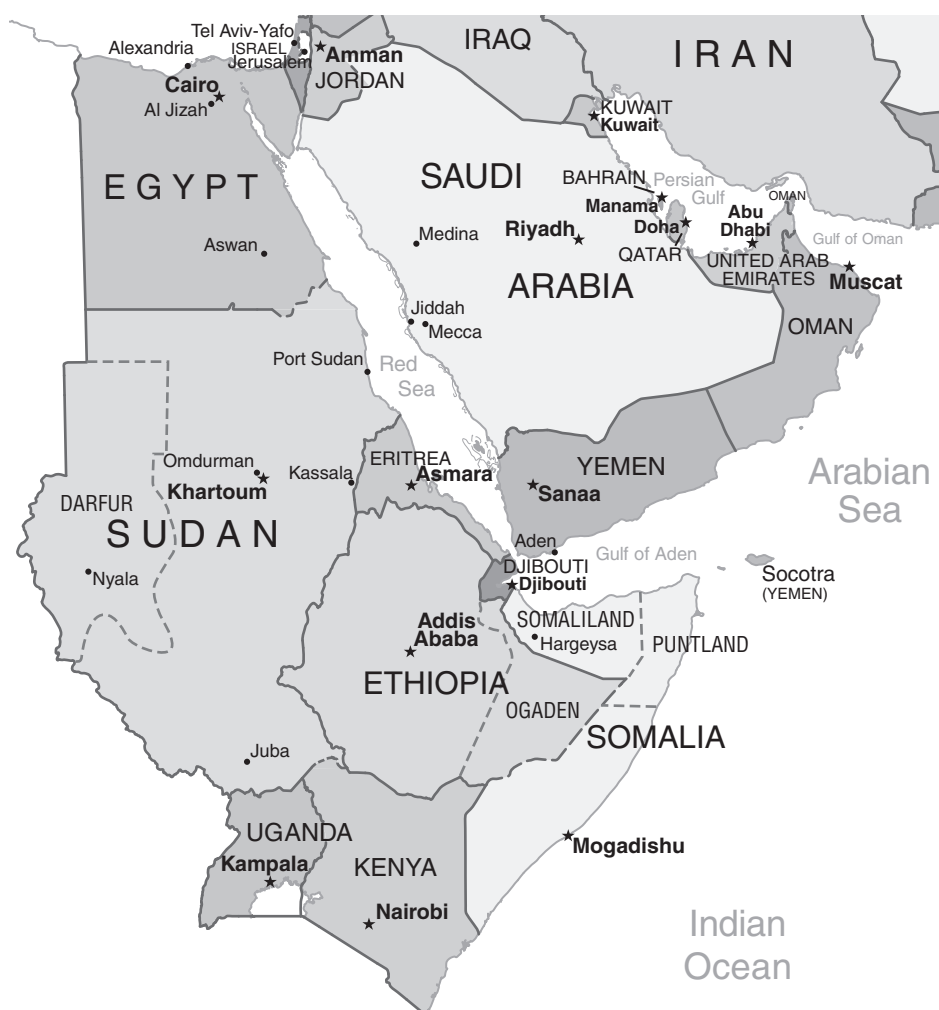 Tel Aviv-Yafo
Alexandria
ISRAEL
Jerusalem
Amman
JORDAN
IRAQ
IRAN
Cairo
Al Jizah
KUWAIT
Kuwait
EGYPT
SAUDI
ARABIA
BAHRAIN
Manama
Persian
Gulf
OMAN
Doha
QATAR
Abu
Dhabi
Gulf of Oman
UNITED ARAB
EMIRATES
Muscat
Aswan
Medina
Riyadh
OMAN
Jiddah
Mecca
Port Sudan
Red
Sea
Omdurman
Khartoum
Kassala
ERITREA
Asmara
YEMEN
Sanaa
Arabian
Sea
DARFUR
SUDAN
Nyala
Aden
Gulf of Aden
DJIBOUTI
Djibouti
Socotra
(YEMEN)
Addis
Ababa
SOMALILAND
Hargeysa
PUNTLAND
ETHIOPIA
OGADEN
SOMALIA
Juba
UGANDA
Kampala
KENYA
Nairobi
Mogadishu
Indian
Ocean